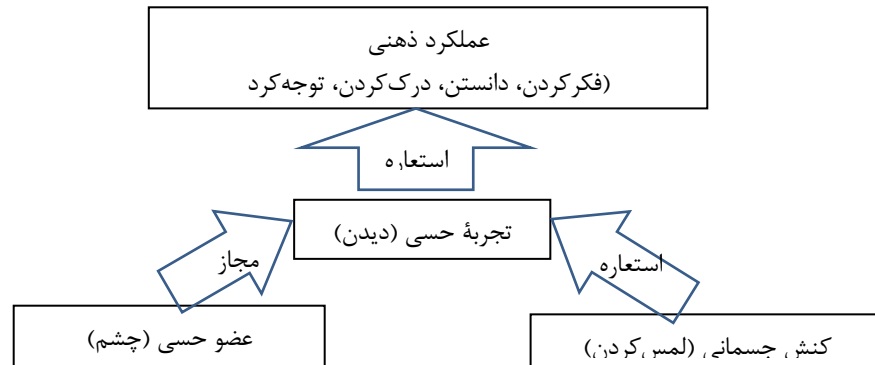 عملکرد ذهنی
(فکرکردن، دانستن، درک‌کردن، توجه‌کرد
استعاره
تجربهٔ حسی (دیدن)
مجاز
استعاره
عضو حسی (چشم)
کنش جسمانی (لمس‌کردن)